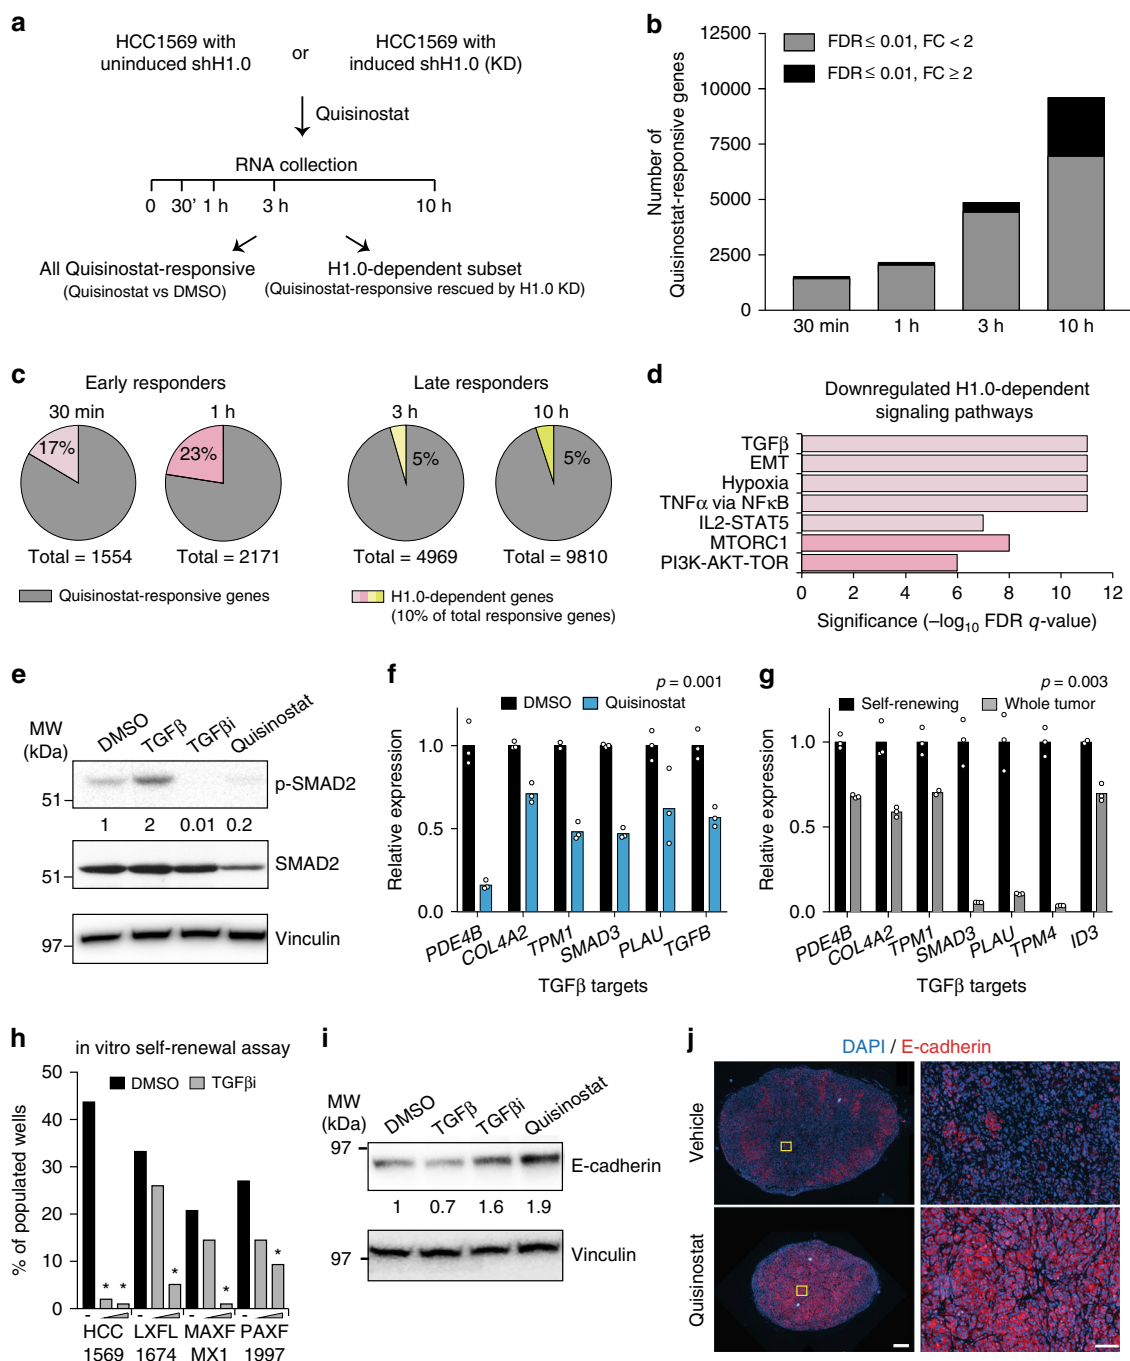 a
HCC1569 with
uninduced shH1.0
or
HCC1569 with
induced shH1.0 (KD)
Quisinostat
RNA collection
0 30' 1 h 3 h 10 h
All Quisinostat-responsive
(Quisinostat vs DMSO)
H1.0-dependent subset
(Quisinostat-responsive rescued by H1.0 KD)
b
Number of
Quisinostat-responsive genes
12500
10000
7500
5000
2500
0
FDR ≤ 0.01, FC < 2
FDR ≤ 0.01, FC ≥ 2
30 min 1 h 3 h 10 h
c
Early responders
Late responders
30 min 1 h 3 h 10 h
17% 23% 5% 5%
Total = 1554 Total = 2171 Total = 4969 Total = 9810
Quisinostat-responsive genes
H1.0-dependent genes
(10% of total responsive genes)
d
Downregulated H1.0-dependent
signaling pathways
TGFβ
EMT
Hypoxia
TNFα via NFκB
IL2-STAT5
MTORC1
PI3K-AKT-TOR
0 2 4 6 8 10 12
Significance (–log10 FDR q-value)
e
MW
(kDa)
DMSO TGFβ TGFβi Quisinostat
p-SMAD2
51
1 2 0.01 0.2
SMAD2
51
Vinculin
97
f
p = 0.001
DMSO Quisinostat
Relative expression
1.0
0.5
0.0
PDE4B COL4A2 TPM1 SMAD3 PLAU TGFB
TGFβ targets
g
p = 0.003
Self-renewing Whole tumor
Relative expression
1.0
0.5
0.0
PDE4B COL4A2 TPM1 SMAD3 PLAU TPM4 ID3
TGFβ targets
h
in vitro self-renewal assay
DMSO TGFβi
% of populated wells
50
40
30
20
10
0
* * * * *
- - - -
HCC LXFL MAXF PAXF
1569 1674 MX1 1997
i
MW
(kDa)
DMSO TGFβ TGFβi Quisinostat
97
E-cadherin
1 0.7 1.6 1.9
97
Vinculin
j
DAPI / E-cadherin
Vehicle
Quisinostat